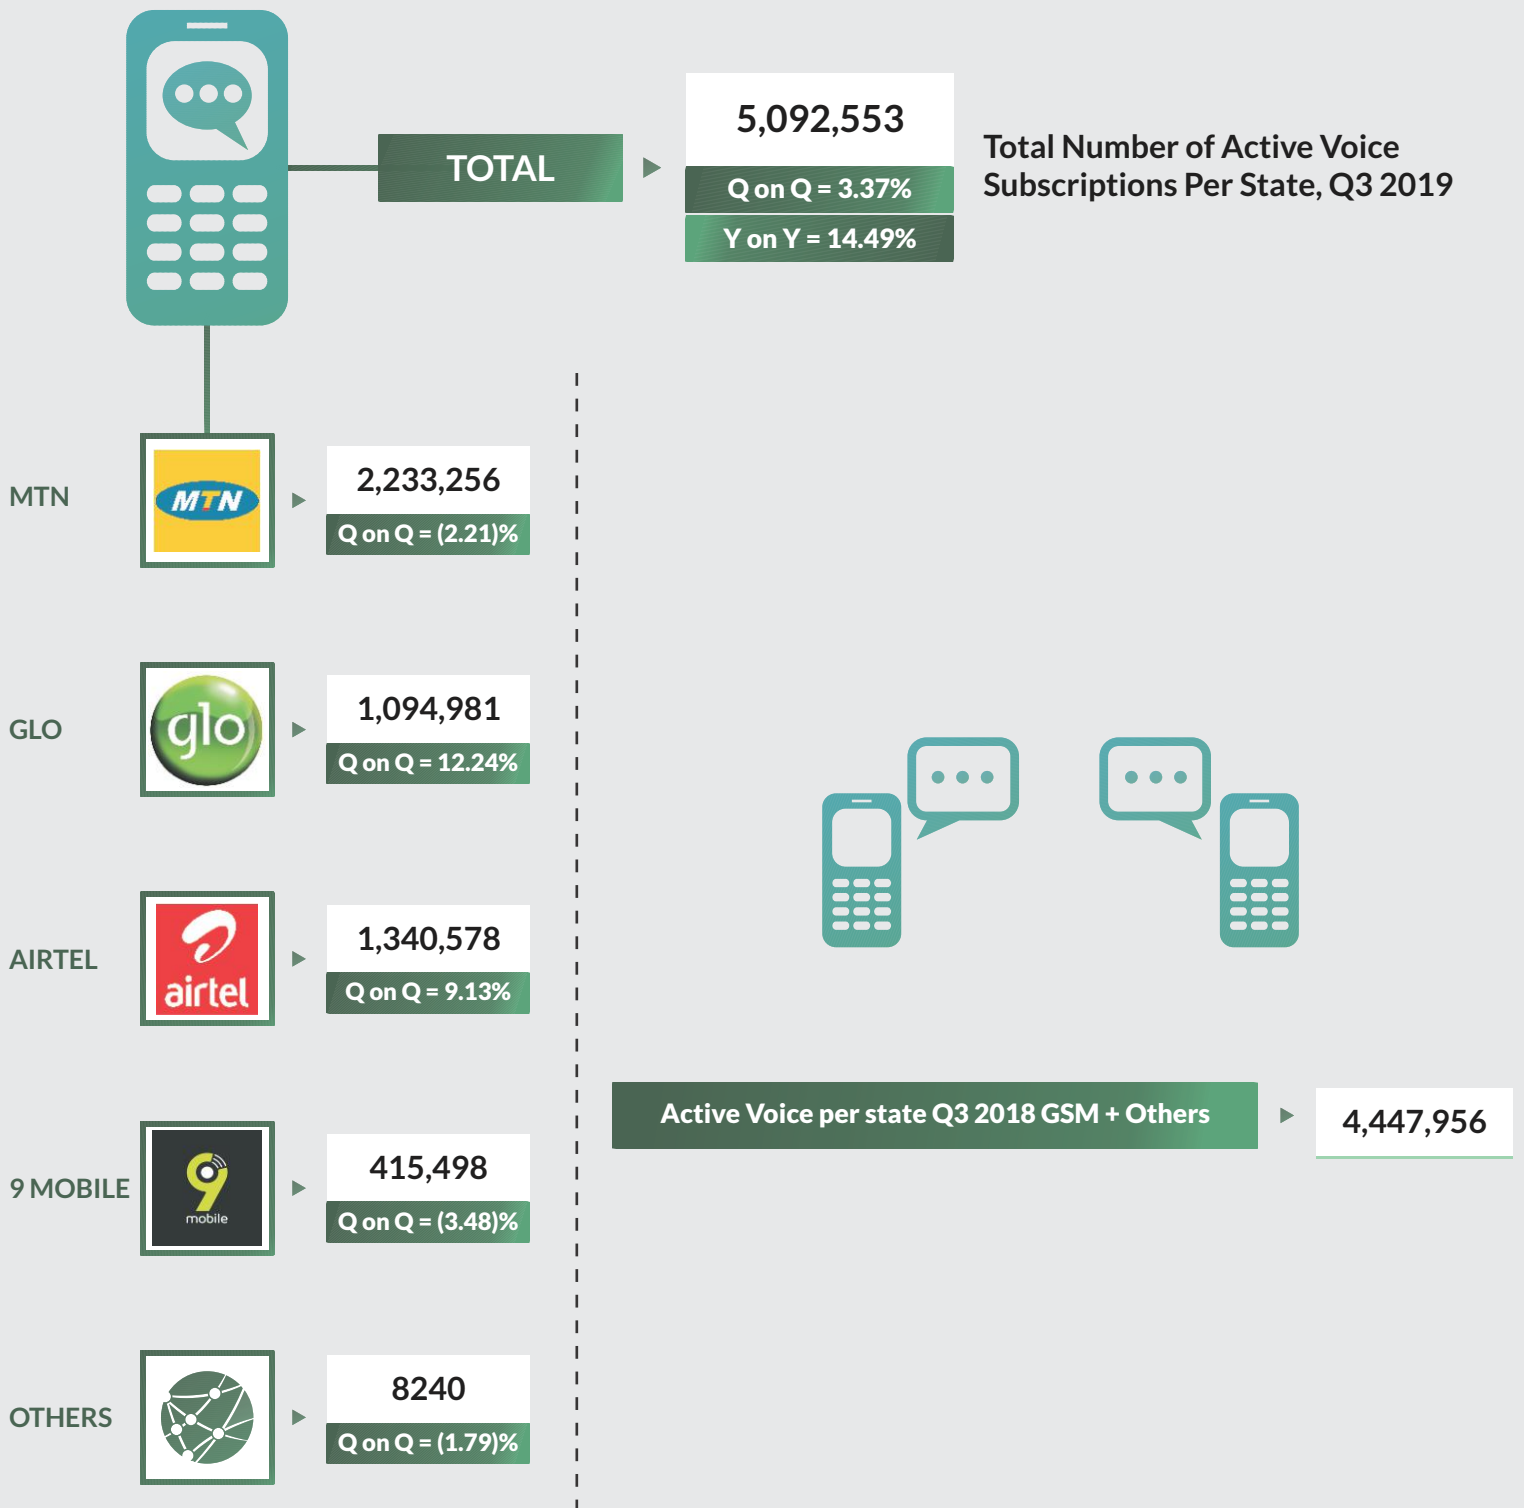 TOTAL
5,092,553
Q on Q = 3.37%
Y on Y = 14.49%
Total Number of Active Voice
Subscriptions Per State, Q3 2019
MTN
MTN
2,233,256
Q on Q = (2.21)%
GLO
glo
1,094,981
Q on Q = 12.24%
AIRTEL
airtel
1,340,578
Q on Q = 9.13%
9 MOBILE
9
mobile
415,498
Q on Q = (3.48)%
Active Voice per state Q3 2018 GSM + Others
4,447,956
OTHERS
8240
Q on Q = (1.79)%